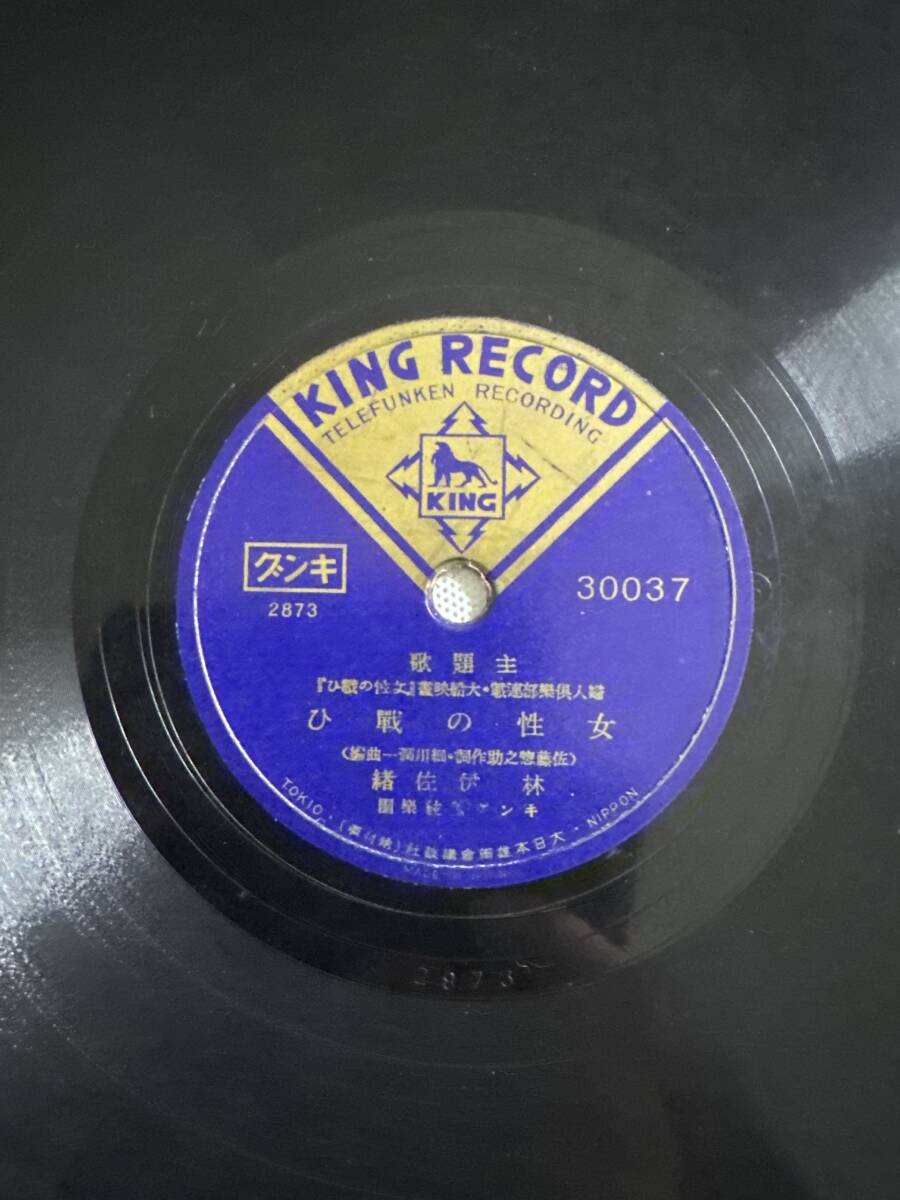 KING RECORD
TELEFUNKEN RECORDING
KING
キング
2873
30037
主題歌
婦人倶樂部連載・大船映畫『女性の戰ひ』
女性の戰ひ
(佐藤惣之助作詞・細川潤一曲編)
林伊佐緒
キング管絃樂團
NIPPON・大日本雄辯會講談社
TOKIO.
2873